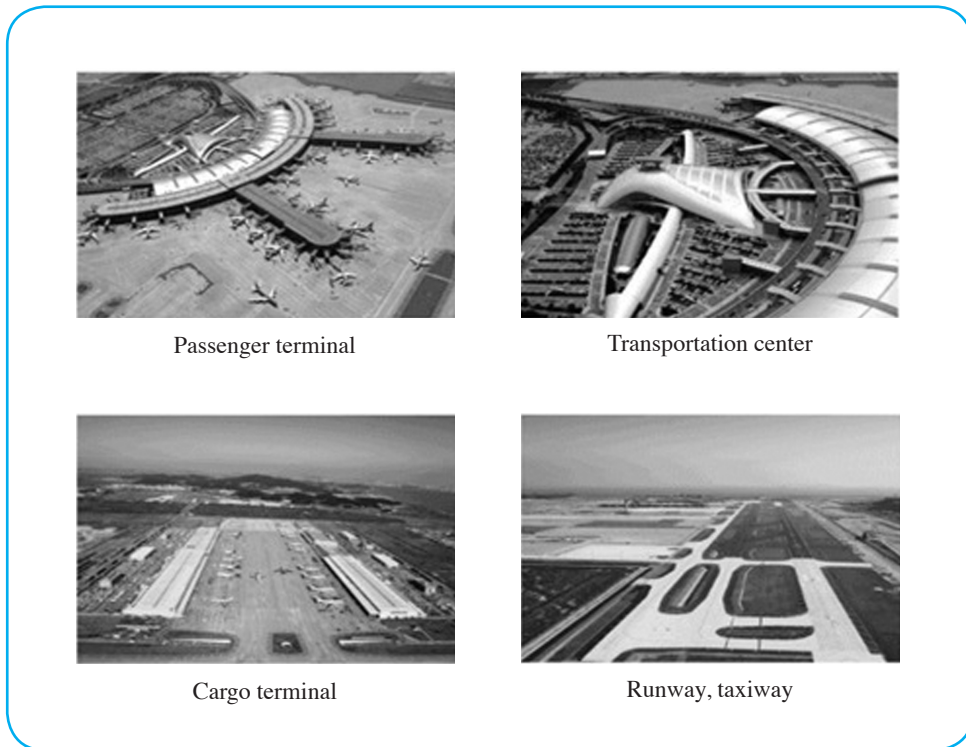 Passenger terminal
Transportation center
Cargo terminal
Runway, taxiway